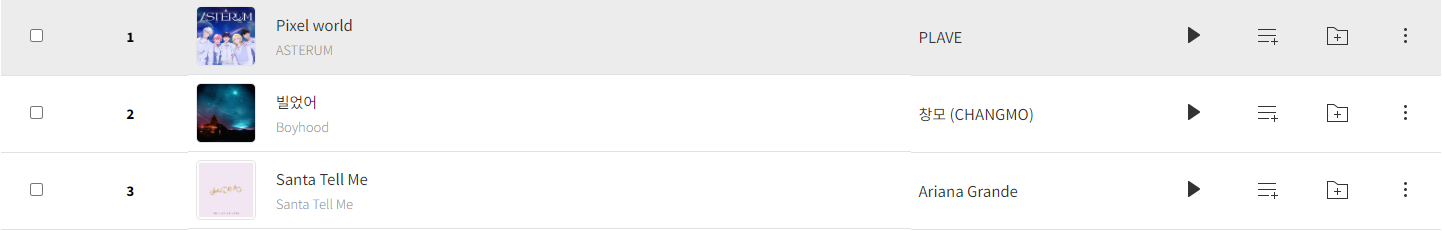 1
ASTERUM
Pixel world
ASTERUM
PLAVE
2
빌었어
Boyhood
창모 (CHANGMO)
3
Santa Tell Me
Santa Tell Me
Ariana Grande